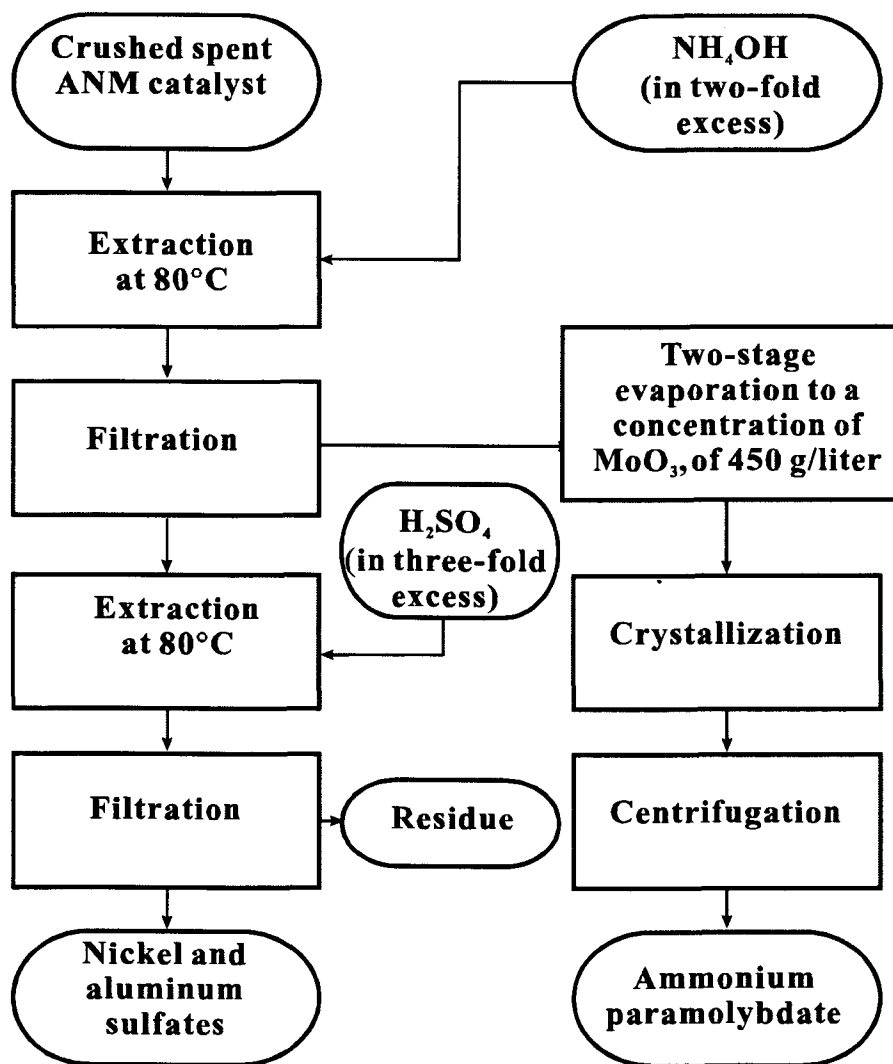 Crushed spent
ANM catalyst
NH₄OH
(in two-fold
excess)
Extraction
at 80°C
Filtration
Two-stage
evaporation to a
concentration of
MoO₃, of 450 g/liter
H₂SO₄
(in three-fold
excess)
Extraction
at 80°C
Crystallization
Filtration
Residue
Centrifugation
Nickel and
aluminum
sulfates
Ammonium
paramolybdate